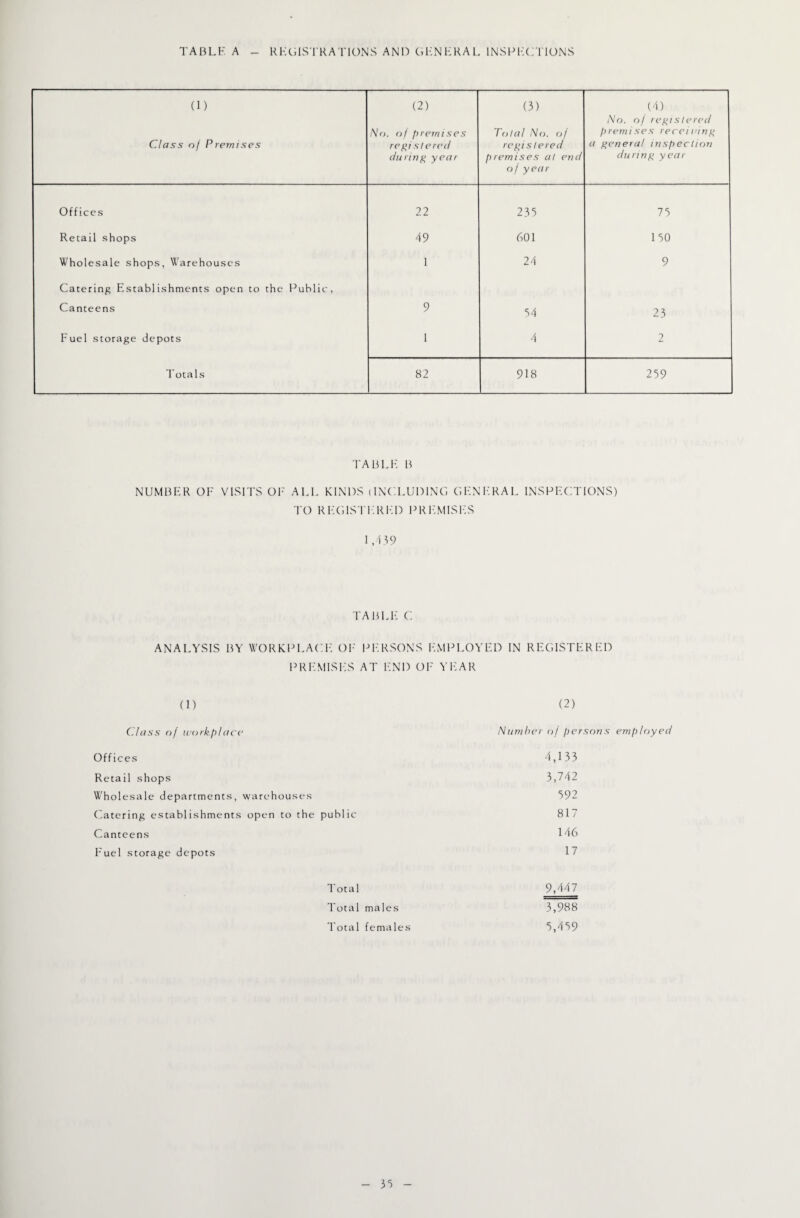 TABLE A - REGISTRATIONS AND GENERAL INSPECTIONS
(1) (2) (3) (4)
Class of Premises
No. of premises
registered
during year
Total No. of
registered
premises at end
of year
No. of registered
premises receiving
a general inspection
during year
Offices 22 235 75
Retail shops 49 601 150
Wholesale shops, Warehouses 1 24 9
Catering Establishments open to the Public,
Canteens 9 54 23
Fuel storage depots 1 4 2
Totals 82 918 259
TABLE B
NUMBER OF VISITS OF ALL KINDS (INCLUDING GENERAL INSPECTIONS)
TO REGISTERED PREMISES
1,439
TABLE C
ANALYSIS BY WORKPLACE OF PERSONS EMPLOYED IN REGISTERED
PREMISES AT END OF YEAR
(1) (2)
Class of workplace Number of persons employed
Offices 4,133
Retail shops 3,742
Wholesale departments, warehouses 592
Catering establishments open to the public 817
Canteens 146
Fuel storage depots 17
Total 9,447
Total males 3,988
Total females 5,459
- 35 -